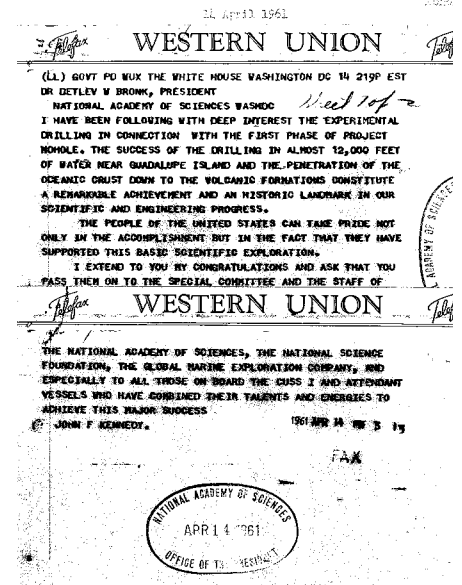 14 April 1961
Telefax WESTERN UNION
(LL) GOVT PD WUX THE WHITE HOUSE WASHINGTON DC 14 219P EST
DR DETLEV W BRONK, PRESIDENT
NATIONAL ACADEMY OF SCIENCES WASHDC
I HAVE BEEN FOLLOWING WITH DEEP INTEREST THE EXPERIMENTAL
DRILLING IN CONNECTION WITH THE FIRST PHASE OF PROJECT
MOHOLE. THE SUCCESS OF THE DRILLING IN ALMOST 12,000 FEET
OF WATER NEAR GUADALUPE ISLAND AND THE PENETRATION OF THE
OCEANIC CRUST DOWN TO THE VOLCANIC FORMATIONS CONSTITUTE
A REMARKABLE ACHIEVEMENT AND AN HISTORIC LANDMARK IN OUR
SCIENTIFIC AND ENGINEERING PROGRESS.
THE PEOPLE OF THE UNITED STATES CAN TAKE PRIDE NOT
ONLY IN THE ACCOMPLISHMENT BUT IN THE FACT THAT THEY HAVE
SUPPORTED THIS BASIC SCIENTIFIC EXPLORATION.
I EXTEND TO YOU MY CONGRATULATIONS AND ASK THAT YOU
PASS THEM ON TO THE SPECIAL COMMITTEE AND THE STAFF OF
ACADEMY OF SCIENCES
Telefax WESTERN UNION
THE NATIONAL ACADEMY OF SCIENCES, THE NATIONAL SCIENCE
FOUNDATION, THE GLOBAL MARINE EXPLORATION COMPANY, AND
ESPECIALLY TO ALL THOSE ON BOARD THE CUSS I AND ATTENDANT
VESSELS WHO HAVE COMBINED THEIR TALENTS AND ENERGIES TO
ACHIEVE THIS MAJOR SUCCESS
JOHN F KENNEDY.
1961 APR 14 PM 3 13
FAX
NATIONAL ACADEMY OF SCIENCES
APR 14 1961
OFFICE OF THE PRESIDENT